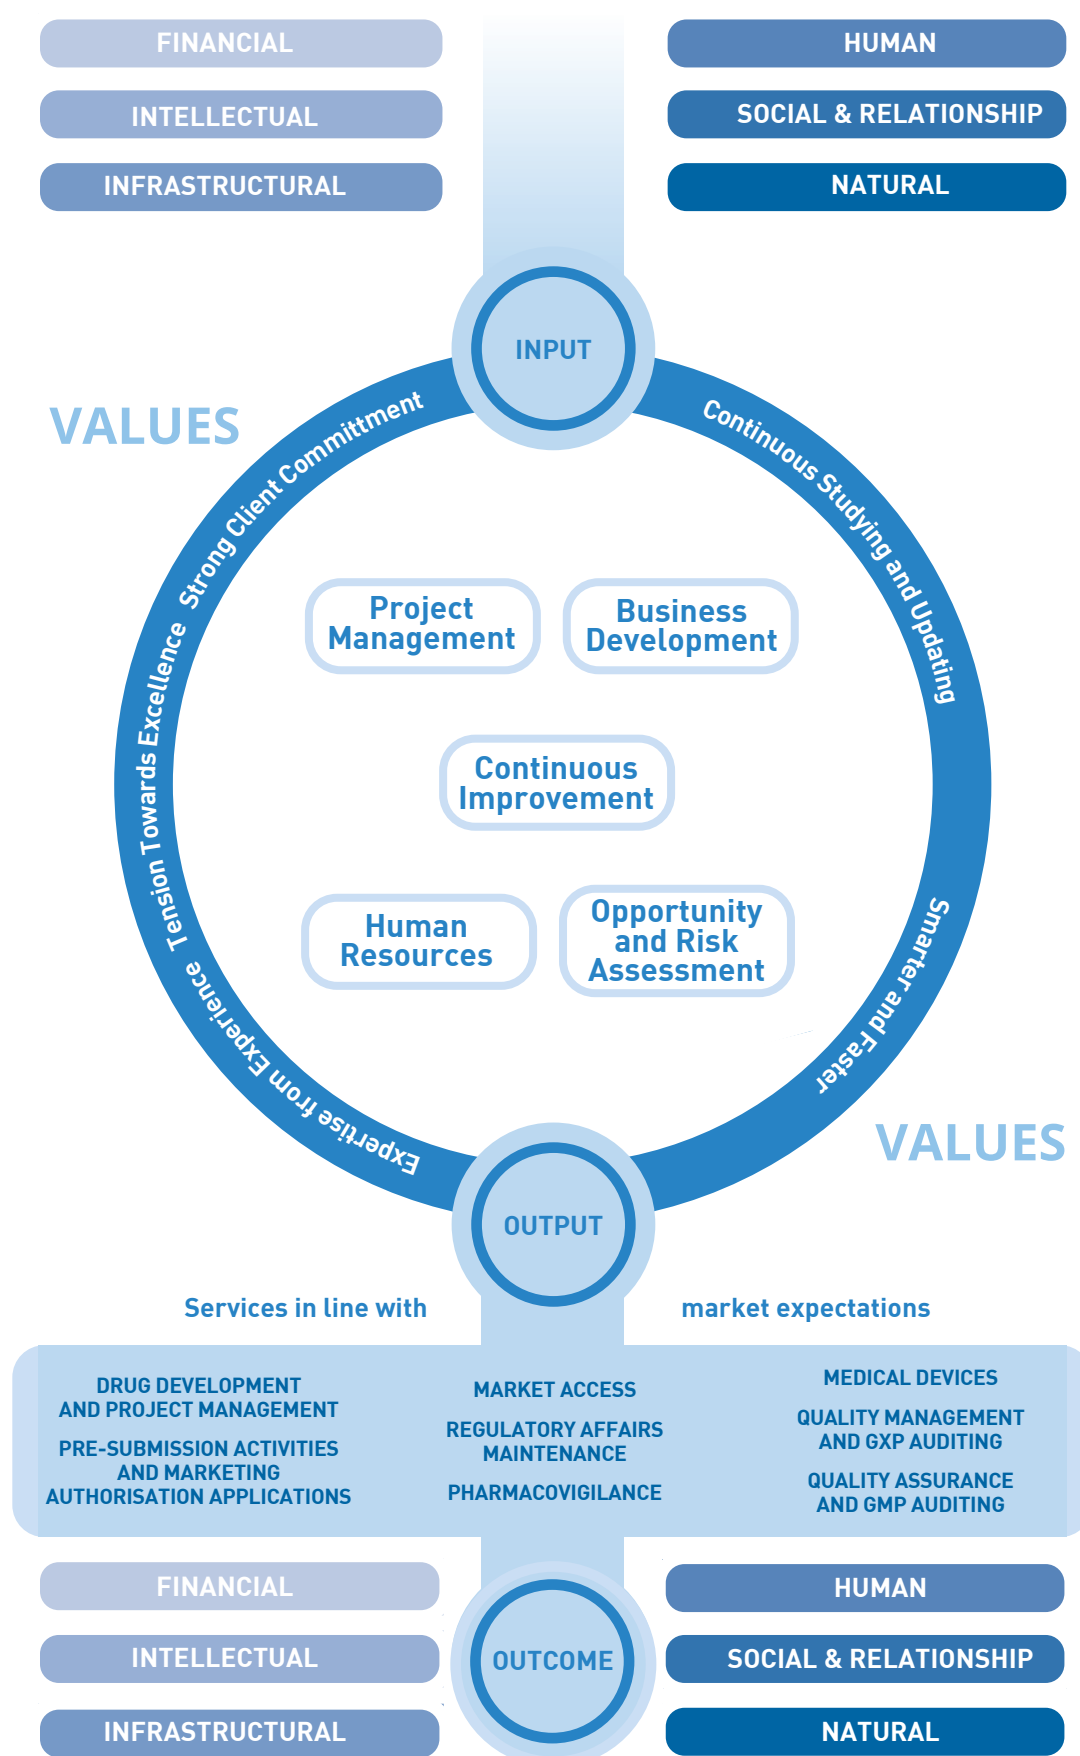 FINANCIAL
INTELLECTUAL
INFRASTRUCTURAL
HUMAN
SOCIAL & RELATIONSHIP
NATURAL
INPUT
VALUES
Strong Client Committment
Tension Towards Excellence
Expertise from Experience
Continuous Studying and Updating
Smarter and Faster
Project
Management
Business
Development
Continuous
Improvement
Human
Resources
Opportunity
and Risk
Assessment
VALUES
OUTPUT
Services in line with
market expectations
DRUG DEVELOPMENT
AND PROJECT MANAGEMENT
PRE-SUBMISSION ACTIVITIES
AND MARKETING
AUTHORISATION APPLICATIONS
MARKET ACCESS
REGULATORY AFFAIRS
MAINTENANCE
PHARMACOVIGILANCE
MEDICAL DEVICES
QUALITY MANAGEMENT
AND GXP AUDITING
QUALITY ASSURANCE
AND GMP AUDITING
FINANCIAL
INTELLECTUAL
INFRASTRUCTURAL
OUTCOME
HUMAN
SOCIAL & RELATIONSHIP
NATURAL